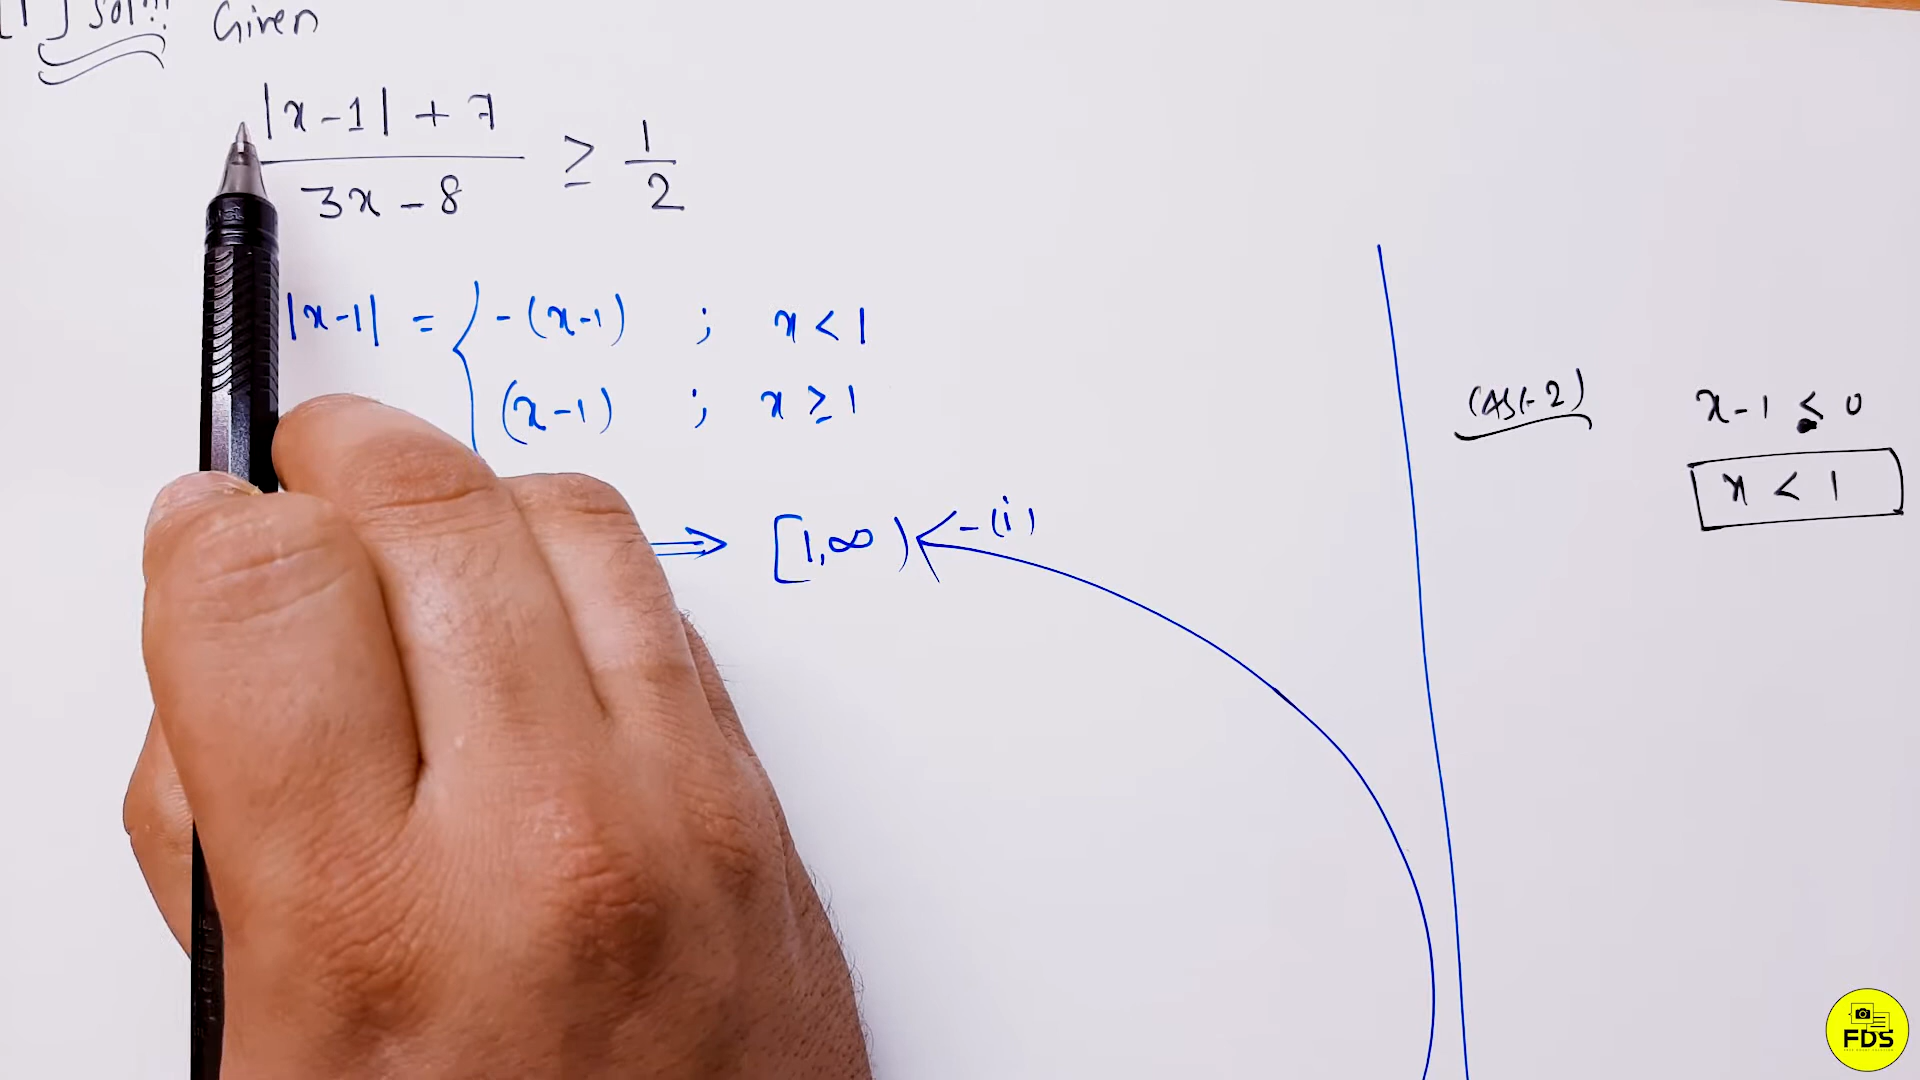 [1] Sol!!! Given
|x-1| + 7
3x - 8
≥ 1/2
|x-1| = { -(x-1) ; x < 1
(x-1) ; x ≥ 1
⟹ [1,∞) ← -(i)
CASE-2) x-1 < 0
x < 1
FDS